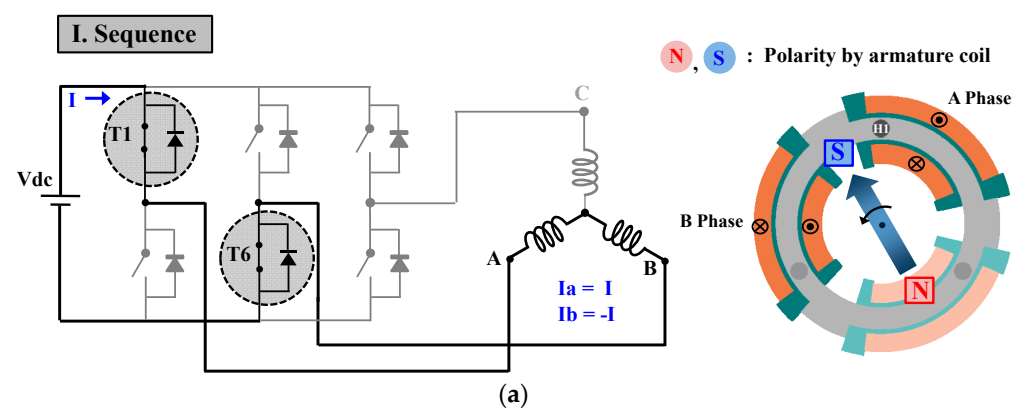 I. Sequence
N , S : Polarity by armature coil
I
T1
C
A Phase
H1
S
Vdc
B Phase
T6
A
B
N
Ia = I
Ib = -I
(a)